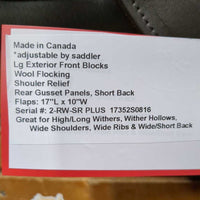 Made in Canada
*adjustable by saddler
Lg Exterior Front Blocks
Wool Flocking
Shouler Relief
Rear Gusset Panels, Short Back
Flaps: 17"L x 10"W
Serial #: 2-RW-SR PLUS 17352S0816
Great for High/Long Withers, Wither Hollows,
Wide Shoulders, Wide Ribs & Wide/Short Back